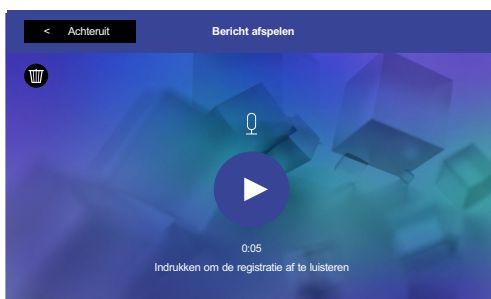 < Achteruit
Bericht afspelen
0:05
Indrukken om de registratie af te luisteren